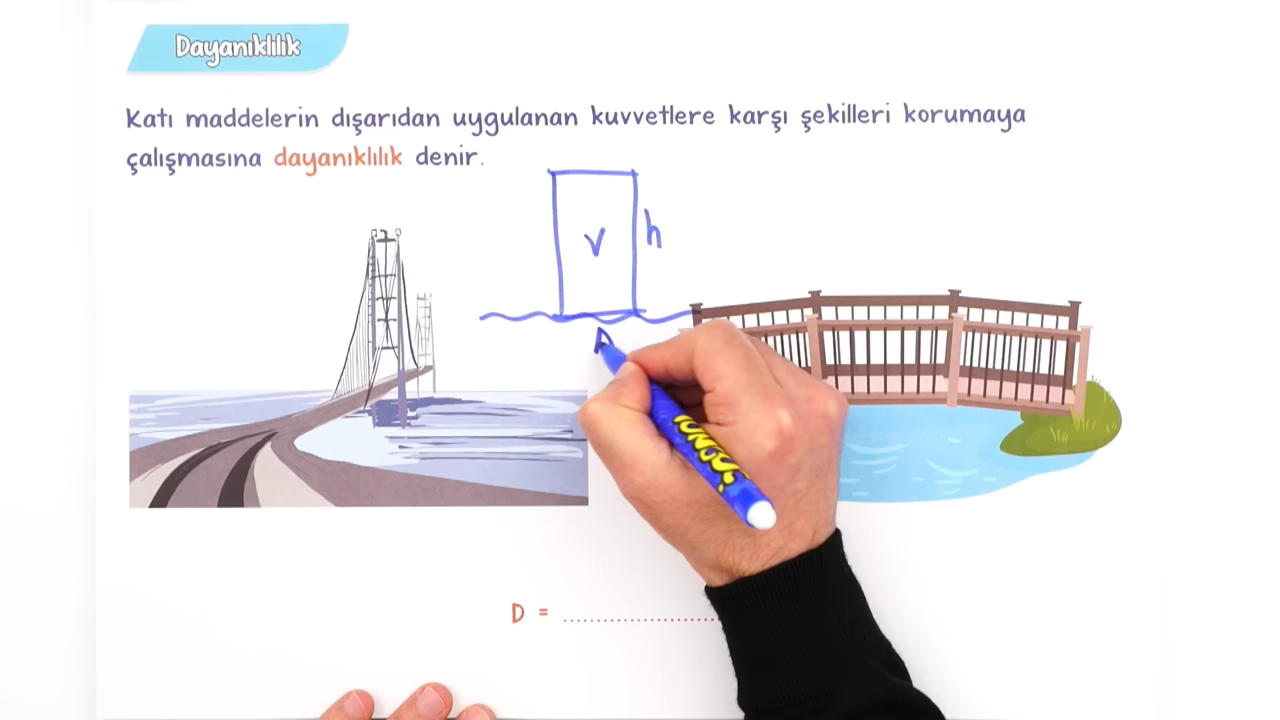 Dayanıklılık
Katı maddelerin dışarıdan uygulanan kuvvetlere karşı şekilleri korumaya
çalışmasına dayanıklılık denir.
V
h
D = ........................